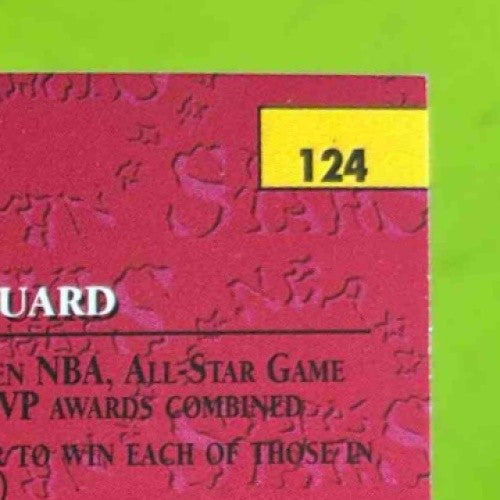 124
UARD
EN NBA, ALL-STAR GAME
VP AWARDS COMBINED
TO WIN EACH OF THOSE IN